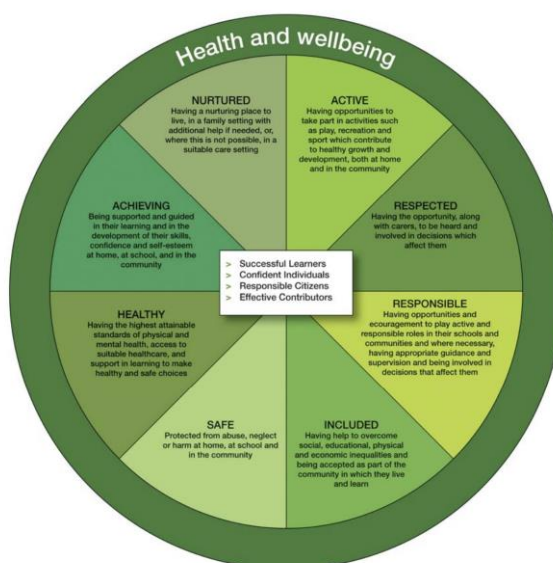 Health and wellbeing
NURTURED
Having a nurturing place to
live, in a family setting with
additional help if needed, or,
where this is not possible, in a
suitable care setting
ACTIVE
Having opportunities to
take part in activities such
as play, recreation and
sport which contribute
to healthy growth and
development, both at home
and in the community
ACHIEVING
Being supported and guided
in their learning and in the
development of their skills,
confidence and self-esteem
at home, at school, and in the
community
RESPECTED
Having the opportunity, along
with carers, to be heard and
involved in decisions which
affect them
> Successful Learners
> Confident Individuals
> Responsible Citizens
> Effective Contributors
HEALTHY
Having the highest attainable
standards of physical and
mental health, access to
suitable healthcare, and
support in learning to make
healthy and safe choices
RESPONSIBLE
Having opportunities and
ecouragement to play active and
responsible roles in their schools and
communities and where necessary,
having appropriate guidance and
supervision and being involved in
decisions that affect them
SAFE
Protected from abuse, neglect
or harm at home, at school and
in the community
INCLUDED
Having help to overcome
social, educational, physical
and economic inequalities and
being accepted as part of the
community in which they live
and learn